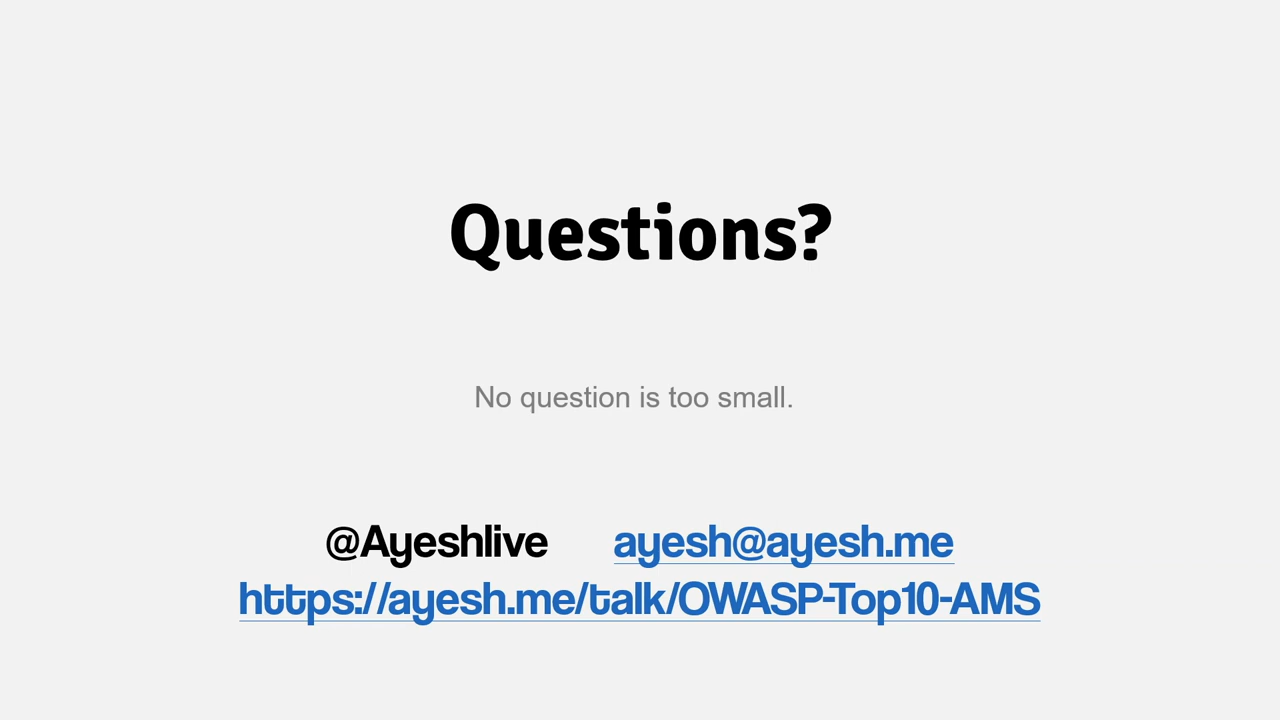 Questions?
No question is too small.
@Ayeshlive ayesh@ayesh.me
https://ayesh.me/talk/OWASP-Top10-AMS